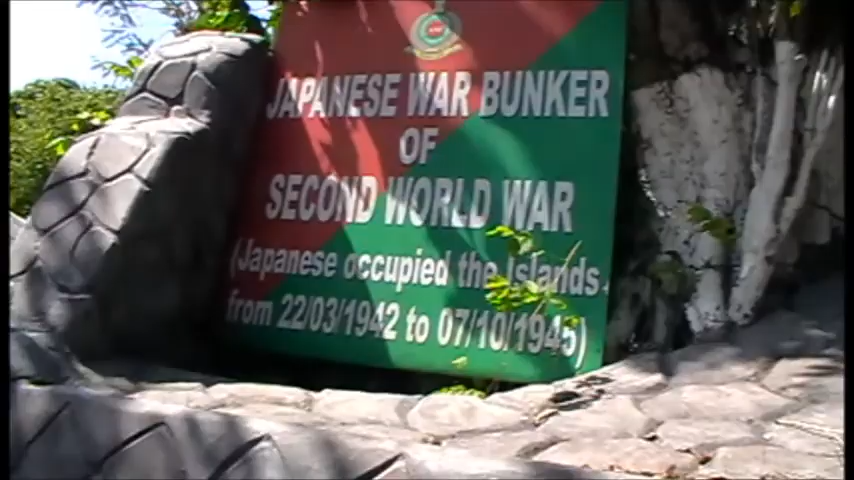 JAPANESE WAR BUNKER
OF
SECOND WORLD WAR
(Japanese occupied the Islands
from 22/03/1942 to 07/10/1945)